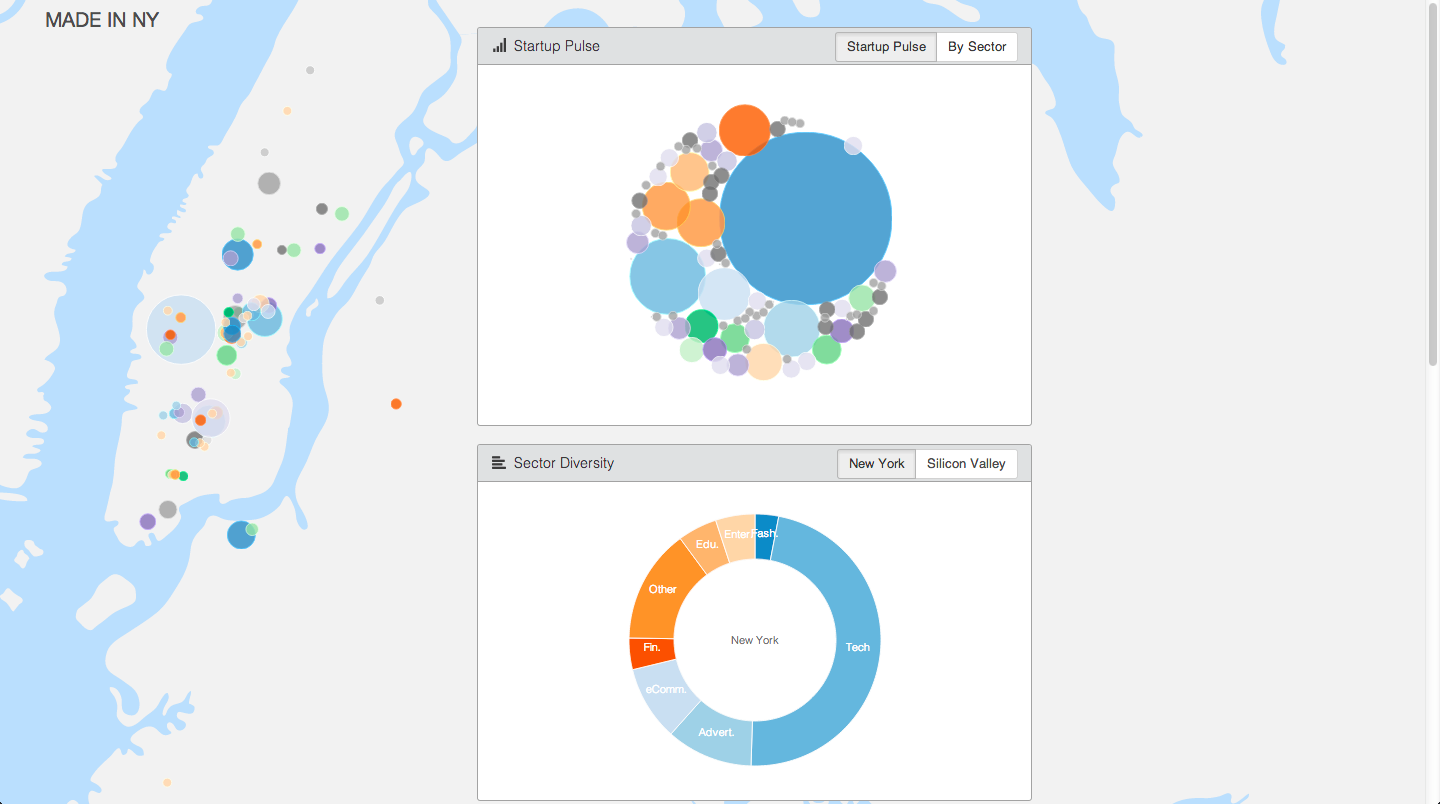 MADE IN NY
Startup Pulse
Startup Pulse
By Sector
Sector Diversity
New York
Silicon Valley
Fash.
Tech
Advert.
eComm.
Fin.
Other
Edu.
Enter.
New York